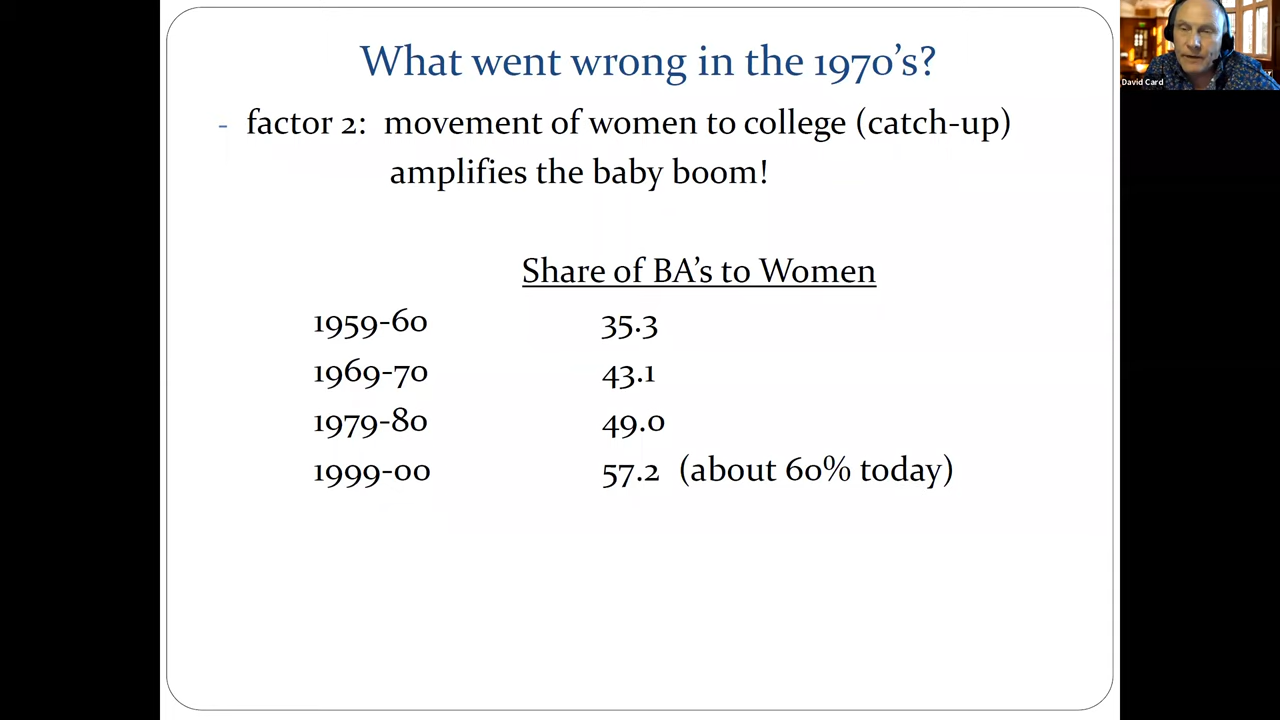 What went wrong in the 1970's?
David Card
- factor 2: movement of women to college (catch-up)
amplifies the baby boom!
Share of BA's to Women
1959-60 35.3
1969-70 43.1
1979-80 49.0
1999-00 57.2 (about 60% today)